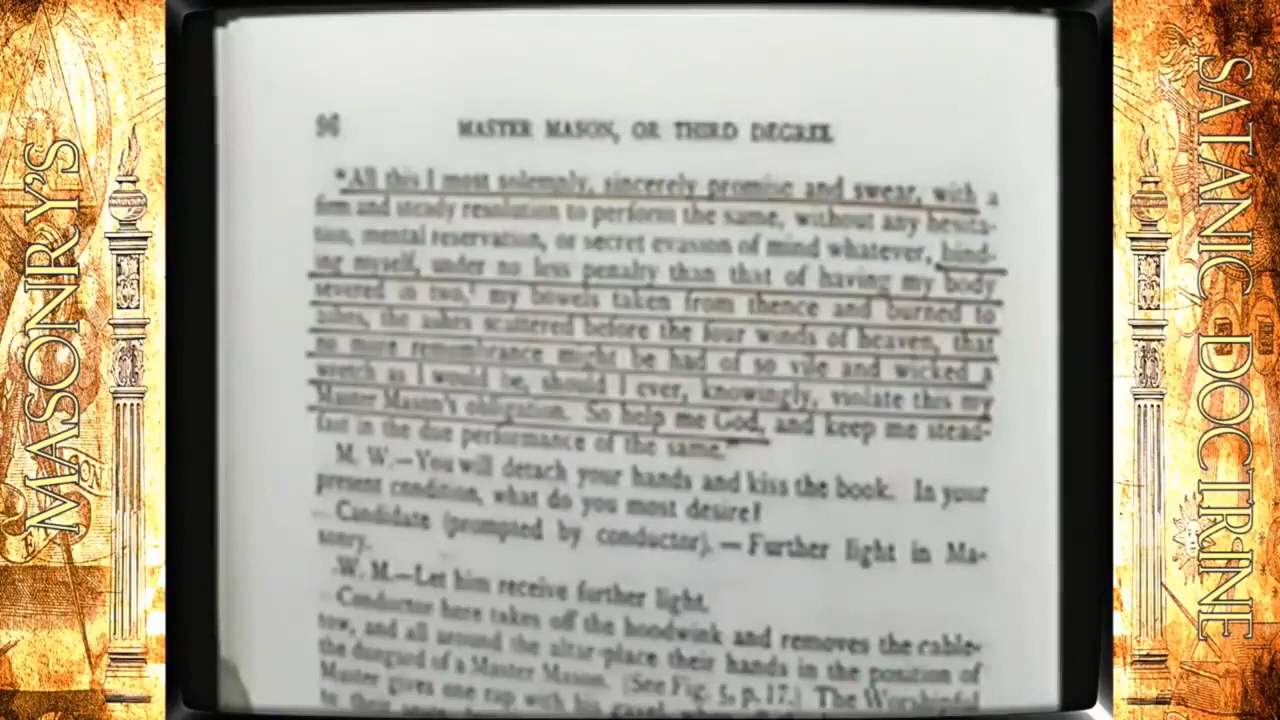 MASONRY'S
SATANIC DOCTRINE
96 MASTER MASON, OR THIRD DEGREE
"All this I most solemnly, sincerely promise and swear, with a
firm and steady resolution to perform the same, without any hesita-
tion, mental reservation, or secret evasion of mind whatever, bind-
ing myself, under no less penalty than that of having my body
severed in two,' my bowels taken from thence and burned to
ashes, the ashes scattered before the four winds of heaven, that
no more remembrance might be had of so vile and wicked a
wretch as I would be, should I ever, knowingly, violate this my
Master Mason's obligation. So help me God, and keep me stead-
fast in the due performance of the same."
M. W.—You will detach your hands and kiss the book. In your
present condition, what do you most desire?
Candidate (prompted by conductor).—Further light in Ma-
sonry.
W. M.—Let him receive further light.
Conductor here takes off the hoodwink and removes the cable-
tow, and all around the altar place their hands in the position of
the dueguard of a Master Mason. (See Fig. 5, p. 17.) The Worshipful
Master gives one rap with his gavel,